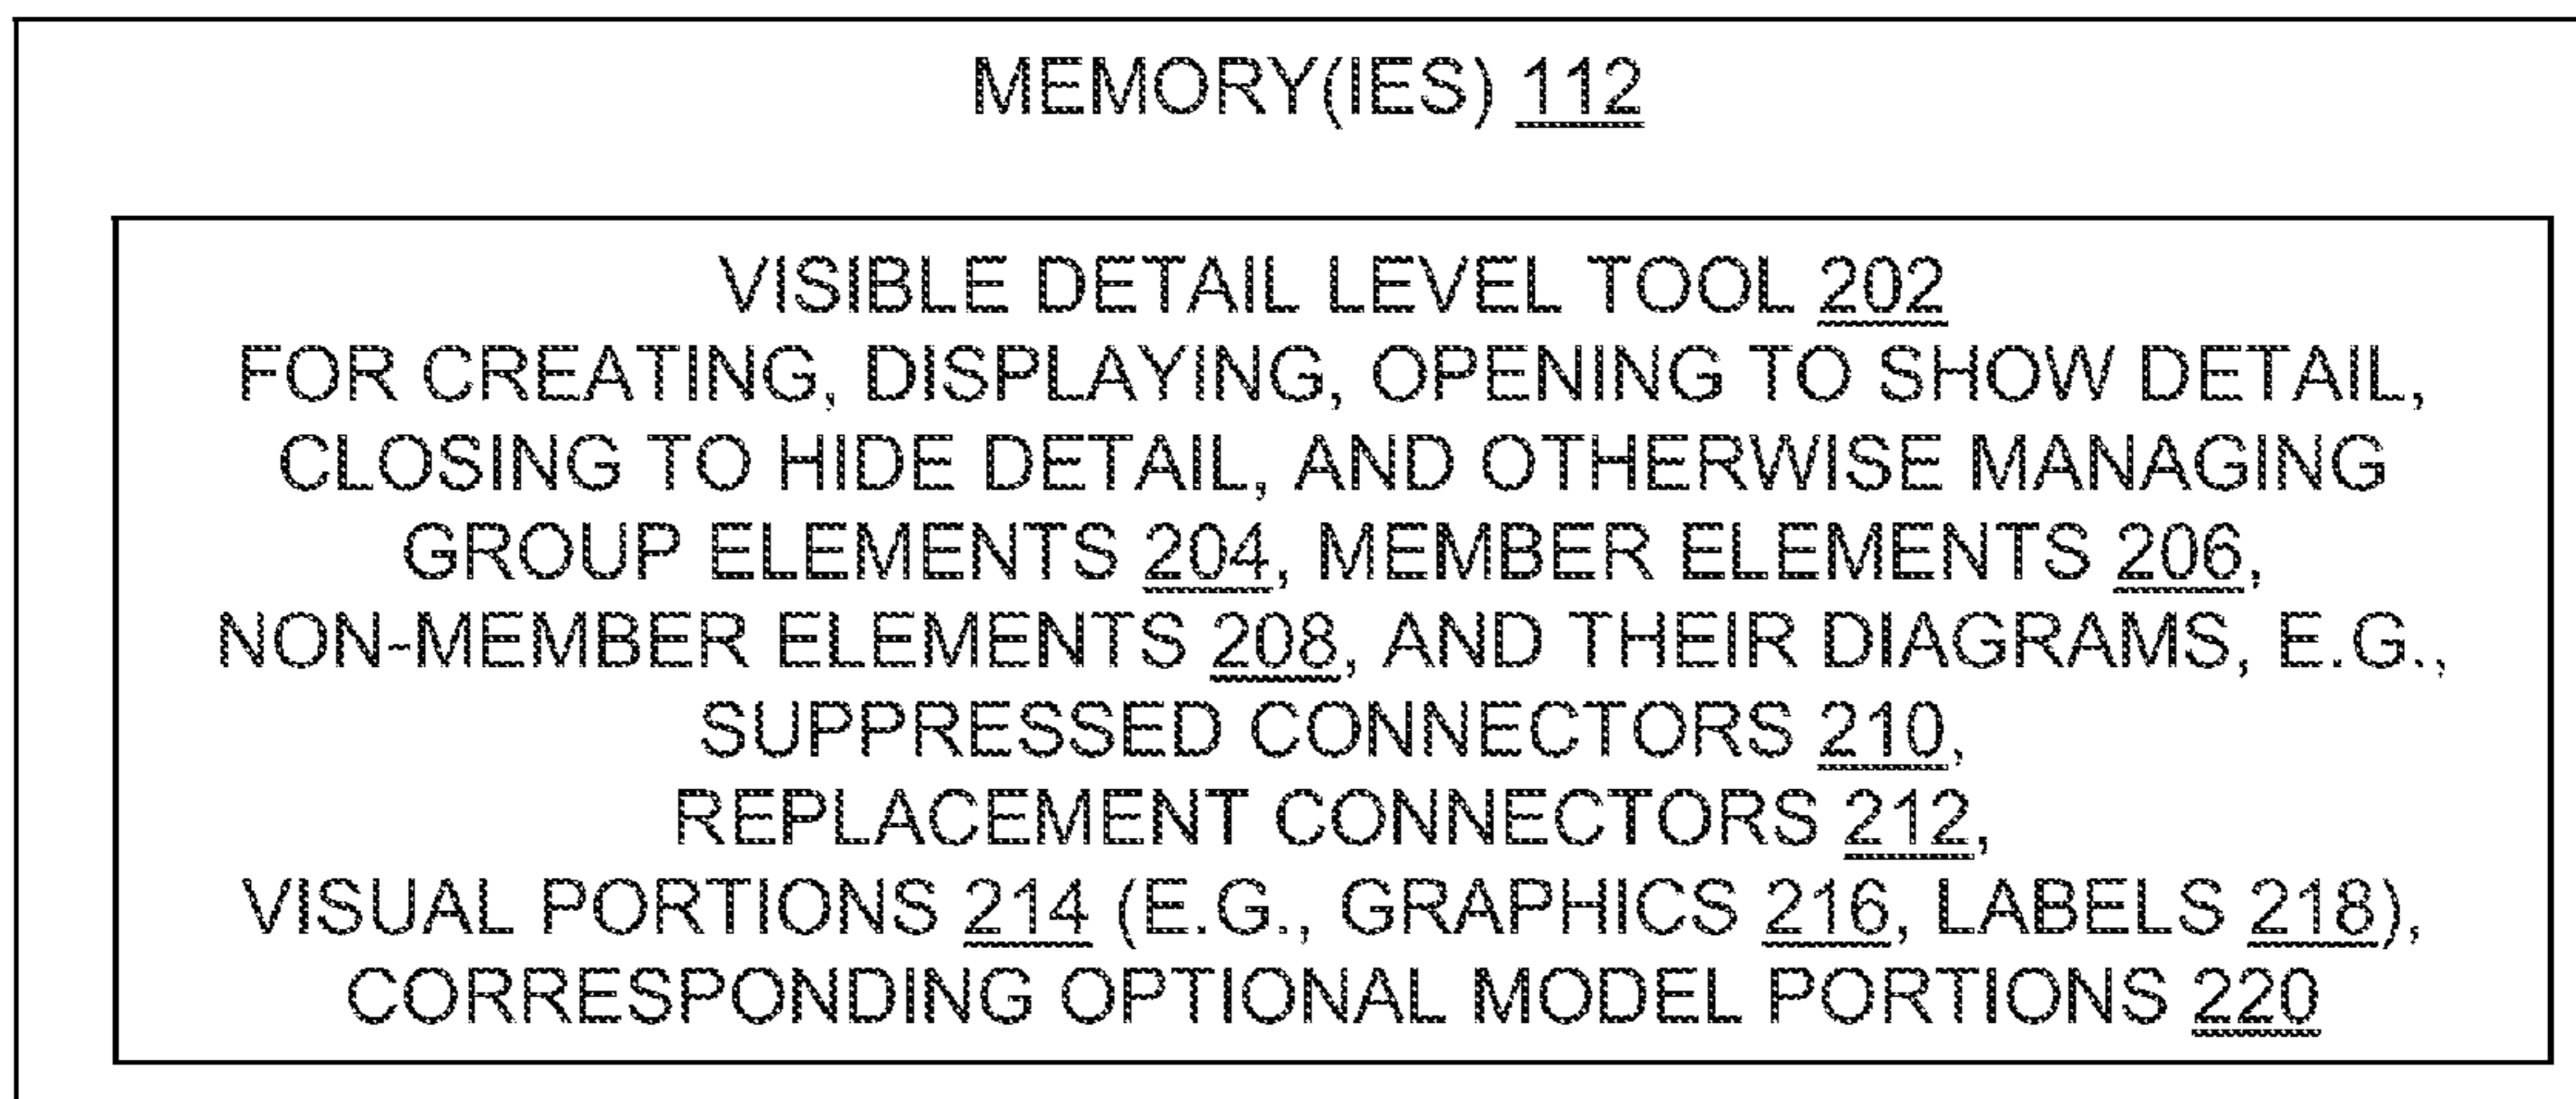 MEMORY(IES) 112
VISIBLE DETAIL LEVEL TOOL 202
FOR CREATING, DISPLAYING, OPENING TO SHOW DETAIL,
CLOSING TO HIDE DETAIL, AND OTHERWISE MANAGING
GROUP ELEMENTS 204, MEMBER ELEMENTS 206,
NON-MEMBER ELEMENTS 208, AND THEIR DIAGRAMS, E.G.,
SUPPRESSED CONNECTORS 210,
REPLACEMENT CONNECTORS 212,
VISUAL PORTIONS 214 (E.G., GRAPHICS 216, LABELS 218),
CORRESPONDING OPTIONAL MODEL PORTIONS 220